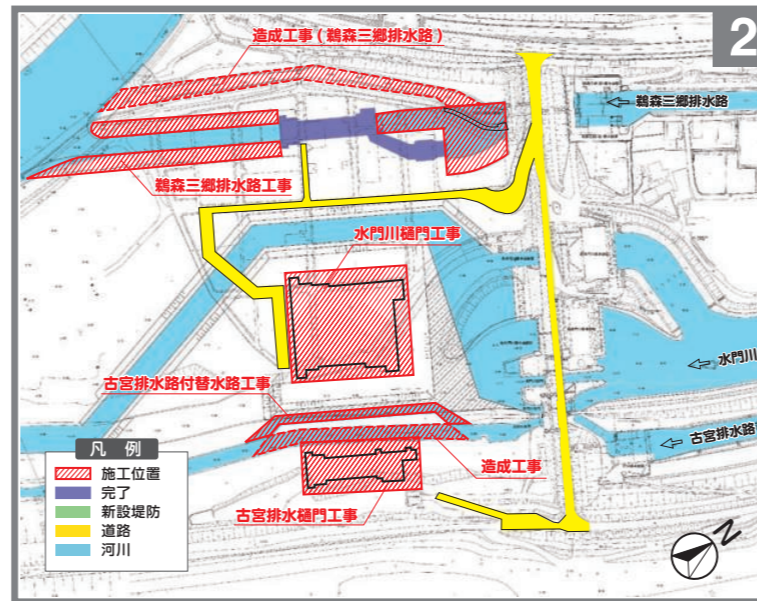 2
造成工事(鵜森三郷排水路)
鵜森三郷排水路
鵜森三郷排水路工事
水門川樋門工事
水門川
古宮排水路付替水路工事
古宮排水路
造成工事
古宮排水樋門工事
凡 例
施工位置
完了
新設堤防
道路
河川
N